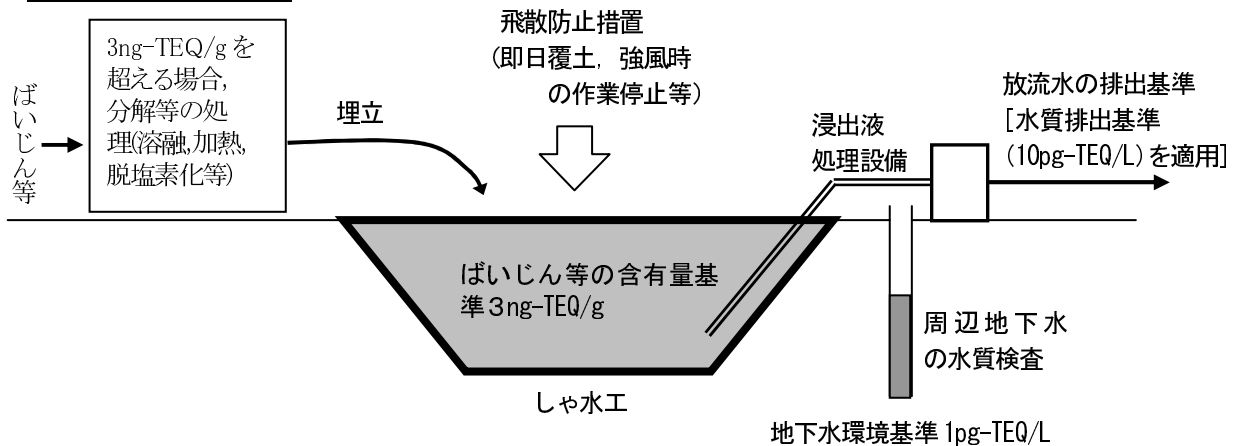 ばいじん等
3ng-TEQ/gを
超える場合,
分解等の処
理(溶融,加熱,
脱塩素化等)
埋立
飛散防止措置
(即日覆土, 強風時
の作業停止等)
浸出液
処理設備
放流水の排出基準
[水質排出基準
(10pg-TEQ/L)を適用]
ばいじん等の含有量基
準3ng-TEQ/g
しゃ水工
周辺地下水
の水質検査
地下水環境基準1pg-TEQ/L